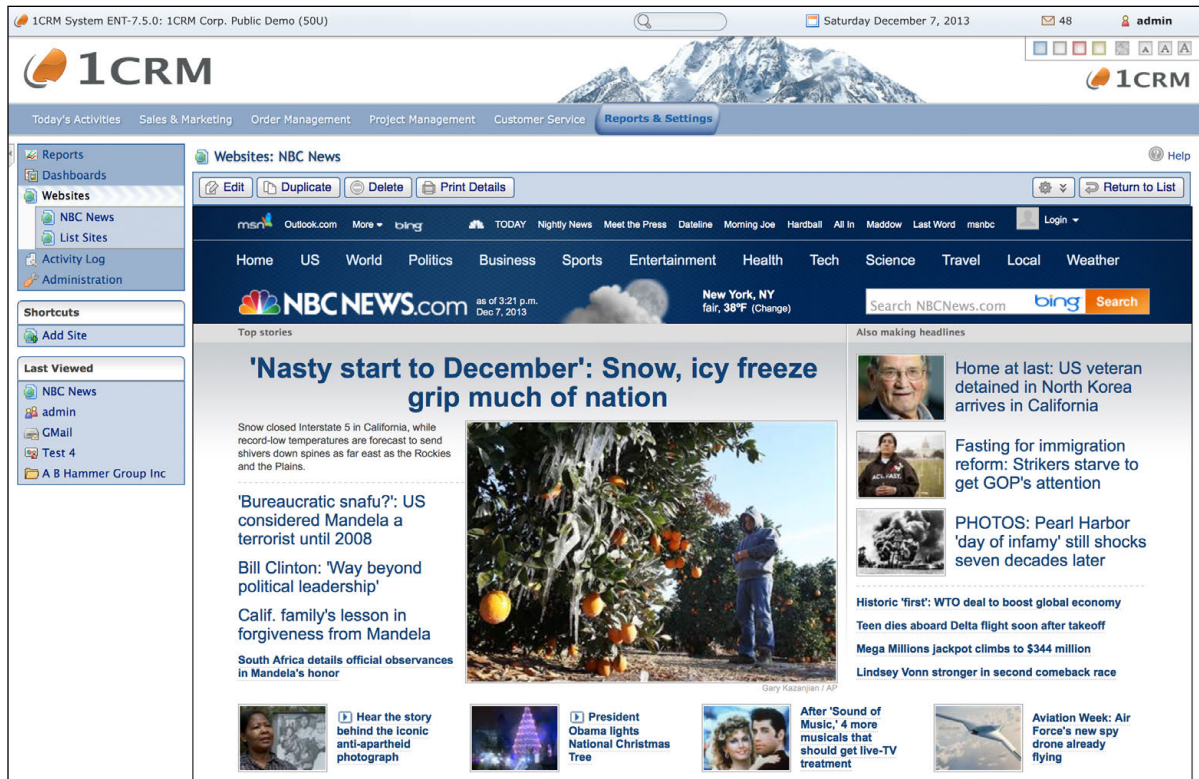 1CRM System ENT-7.5.0: 1CRM Corp. Public Demo (50U)
Saturday December 7, 2013
48
admin
1CRM
A A A
1CRM
Today's Activities Sales & Marketing Order Management Project Management Customer Service Reports & Settings
Reports
Dashboards
Websites
NBC News
List Sites
Activity Log
Administration
Shortcuts
Add Site
Last Viewed
NBC News
admin
GMail
Test 4
A B Hammer Group Inc
Websites: NBC News
Help
Edit Duplicate Delete Print Details Return to List
msn Outlook.com More bing TODAY Nightly News Meet the Press Dateline Morning Joe Hardball All In Maddow Last Word msnbc Login
Home US World Politics Business Sports Entertainment Health Tech Science Travel Local Weather
NBCNEWS.com
as of 3:21 p.m.
Dec 7, 2013
New York, NY
fair, 38°F (Change)
Search NBCNews.com bing Search
Top stories
'Nasty start to December': Snow, icy freeze
grip much of nation
Snow closed Interstate 5 in California, while
record-low temperatures are forecast to send
shivers down spines as far east as the Rockies
and the Plains.
'Bureaucratic snafu?': US
considered Mandela a
terrorist until 2008
Bill Clinton: 'Way beyond
political leadership'
Calif. family's lesson in
forgiveness from Mandela
South Africa details official observances
in Mandela's honor
Gary Kazanjian / AP
Also making headlines
Home at last: US veteran
detained in North Korea
arrives in California
Fasting for immigration
reform: Strikers starve to
get GOP's attention
ACT. FAST.
PHOTOS: Pearl Harbor
'day of infamy' still shocks
seven decades later
Historic 'first': WTO deal to boost global economy
Teen dies aboard Delta flight soon after takeoff
Mega Millions jackpot climbs to $344 million
Lindsey Vonn stronger in second comeback race
Hear the story
behind the iconic
anti-apartheid
photograph
President
Obama lights
National Christmas
Tree
After 'Sound of
Music,' 4 more
musicals that
should get live-TV
treatment
Aviation Week: Air
Force's new spy
drone already
flying